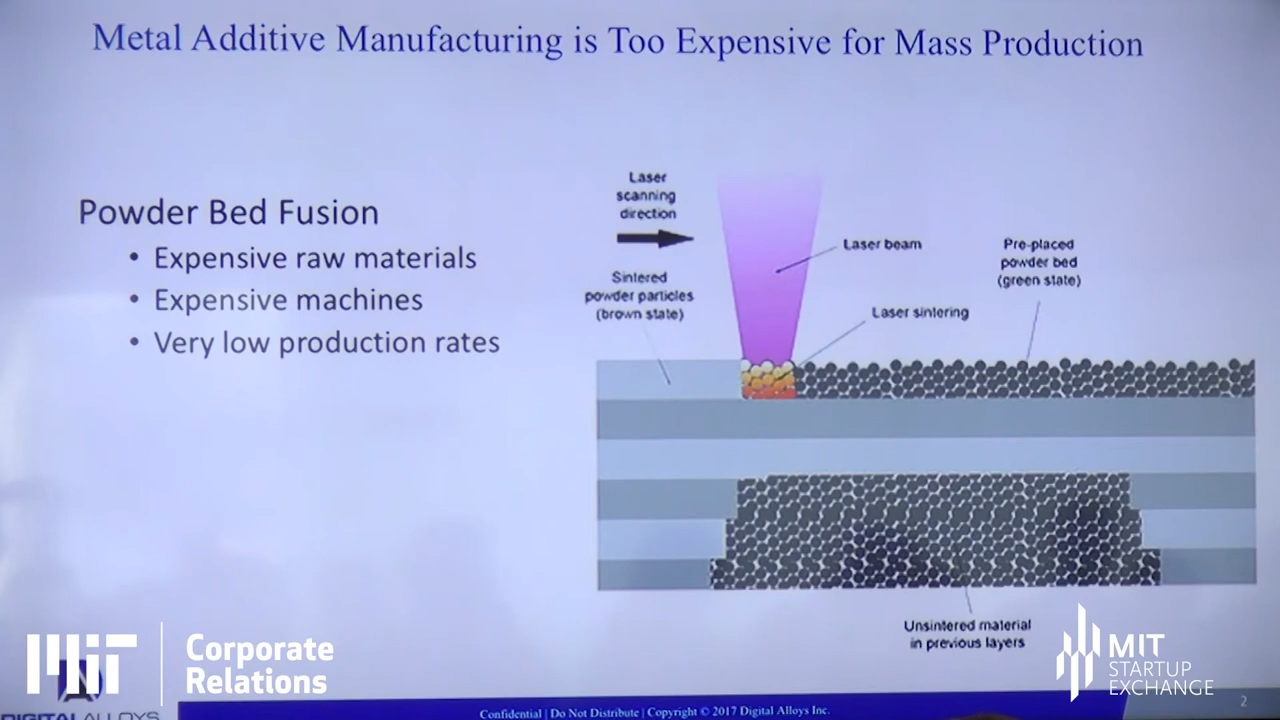 Metal Additive Manufacturing is Too Expensive for Mass Production
Powder Bed Fusion
• Expensive raw materials
• Expensive machines
• Very low production rates
Laser
scanning
direction
Sintered
powder particles
(brown state)
Laser beam
Laser sintering
Pre-placed
powder bed
(green state)
Unsintered material
in previous layers
MIT
Corporate
Relations
MIT
STARTUP
EXCHANGE
DIGITAL ALLOYS
Confidential | Do Not Distribute | Copyright © 2017 Digital Alloys Inc.
2